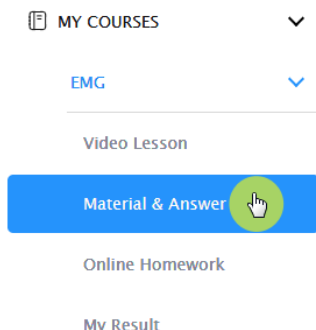 MY COURSES
EMG
Video Lesson
Material & Answer
Online Homework
My Result